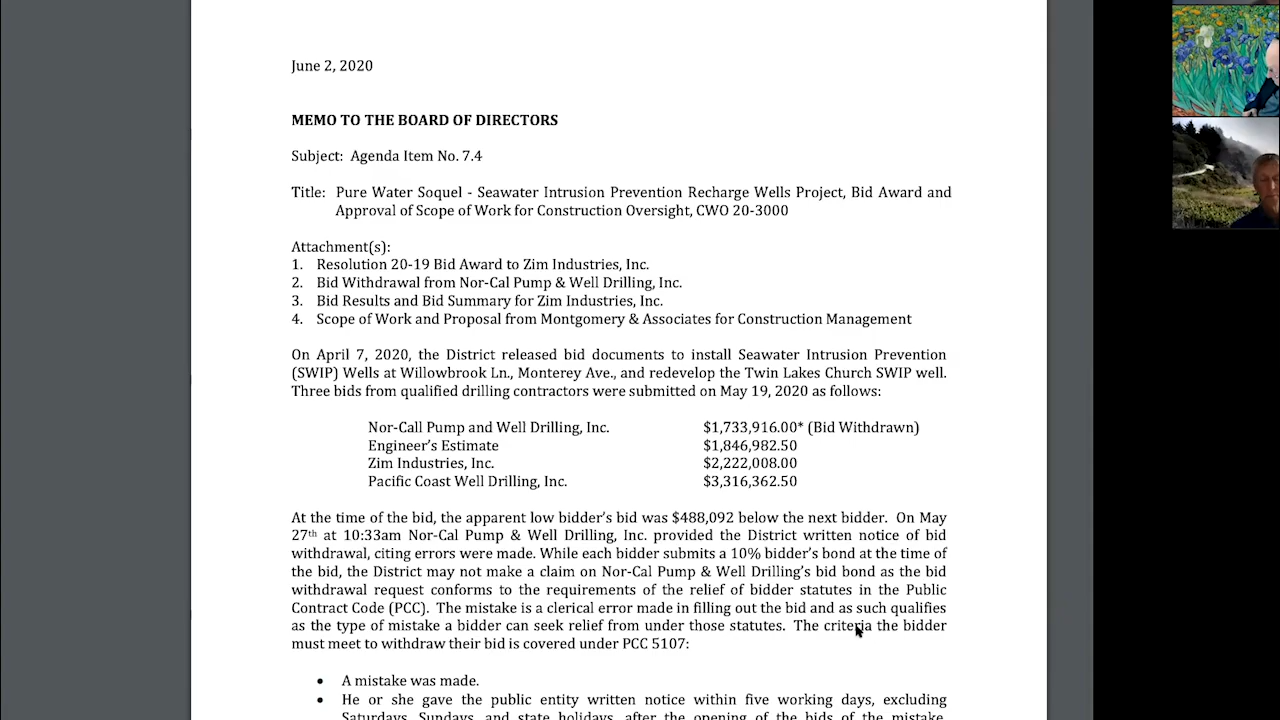 June 2, 2020
MEMO TO THE BOARD OF DIRECTORS
Subject: Agenda Item No. 7.4
Title: Pure Water Soquel - Seawater Intrusion Prevention Recharge Wells Project, Bid Award and
Approval of Scope of Work for Construction Oversight, CWO 20-3000
Attachment(s):
1. Resolution 20-19 Bid Award to Zim Industries, Inc.
2. Bid Withdrawal from Nor-Cal Pump & Well Drilling, Inc.
3. Bid Results and Bid Summary for Zim Industries, Inc.
4. Scope of Work and Proposal from Montgomery & Associates for Construction Management
On April 7, 2020, the District released bid documents to install Seawater Intrusion Prevention
(SWIP) Wells at Willowbrook Ln., Monterey Ave., and redevelop the Twin Lakes Church SWIP well.
Three bids from qualified drilling contractors were submitted on May 19, 2020 as follows:
Nor-Call Pump and Well Drilling, Inc. $1,733,916.00* (Bid Withdrawn)
Engineer's Estimate $1,846,982.50
Zim Industries, Inc. $2,222,008.00
Pacific Coast Well Drilling, Inc. $3,316,362.50
At the time of the bid, the apparent low bidder's bid was $488,092 below the next bidder. On May
27th at 10:33am Nor-Cal Pump & Well Drilling, Inc. provided the District written notice of bid
withdrawal, citing errors were made. While each bidder submits a 10% bidder's bond at the time of
the bid, the District may not make a claim on Nor-Cal Pump & Well Drilling's bid bond as the bid
withdrawal request conforms to the requirements of the relief of bidder statutes in the Public
Contract Code (PCC). The mistake is a clerical error made in filling out the bid and as such qualifies
as the type of mistake a bidder can seek relief from under those statutes. The criteria the bidder
must meet to withdraw their bid is covered under PCC 5107:
• A mistake was made.
• He or she gave the public entity written notice within five working days, excluding
Saturdays, Sundays, and state holidays, after the opening of the bids of the mistake,